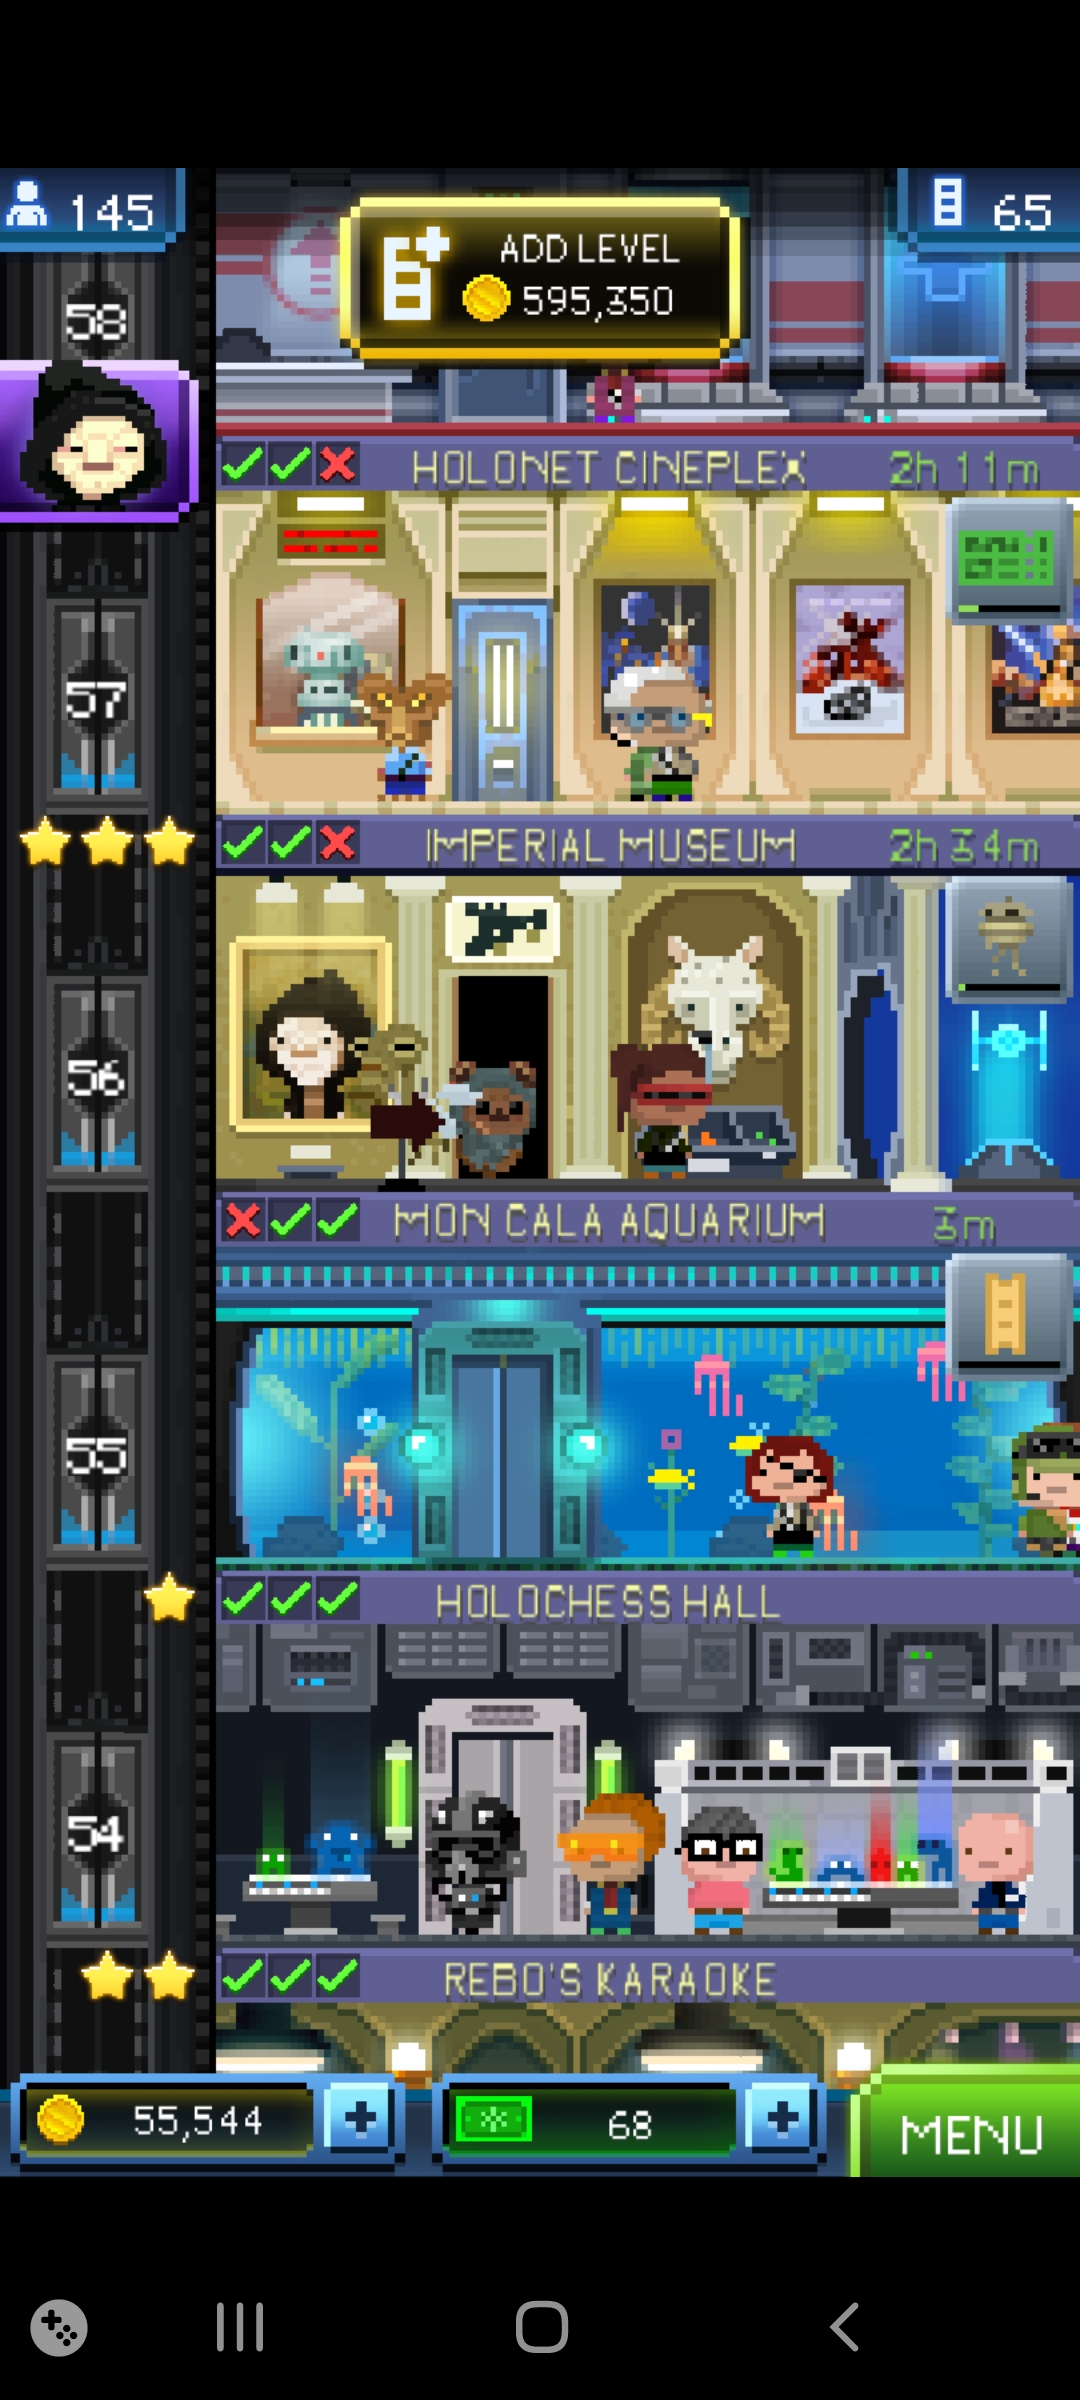 145
ADD LEVEL
595,350
65
58
HOLONET CINEPLEX 2h 11m
57
IMPERIAL MUSEUM 2h 34m
56
MON CALA AQUARIUM 3m
55
HOLOCHESS HALL
54
REBO'S KARAOKE
55,544
68
MENU